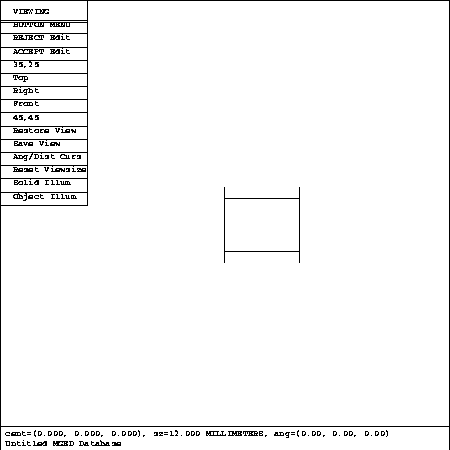 VIEWING
BUTTON MENU
REJECT Edit
ACCEPT Edit
35,25
Top
Right
Front
45,45
Restore View
Save View
Ang/Dist Curs
Reset Viewsize
Solid Illum
Object Illum
cent=(0.000, 0.000, 0.000), sz=12.000 MILLIMETERS, ang=(0.00, 0.00, 0.00)
Untitled MGED Database